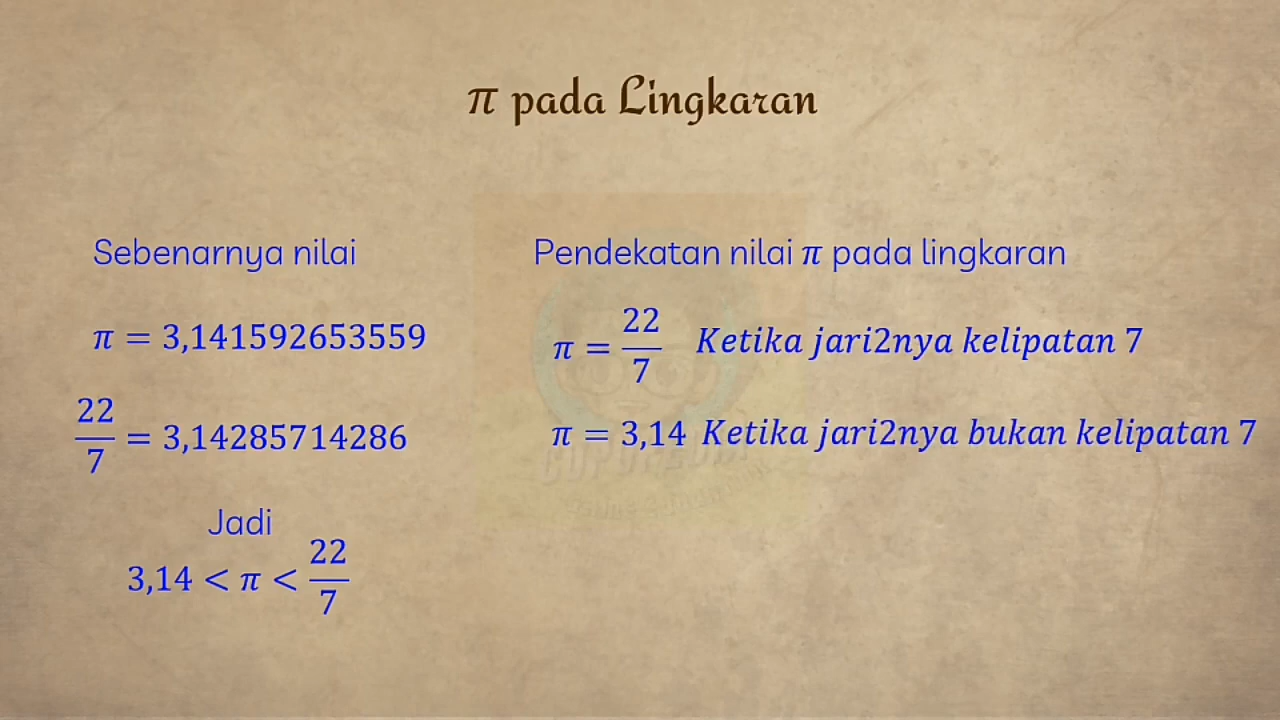 π pada Lingkaran
Sebenarnya nilai
π = 3,141592653559
22/7 = 3,14285714286
Jadi
3,14 < π < 22/7
Pendekatan nilai π pada lingkaran
π = 22/7 Ketika jari2nya kelipatan 7
π = 3,14 Ketika jari2nya bukan kelipatan 7